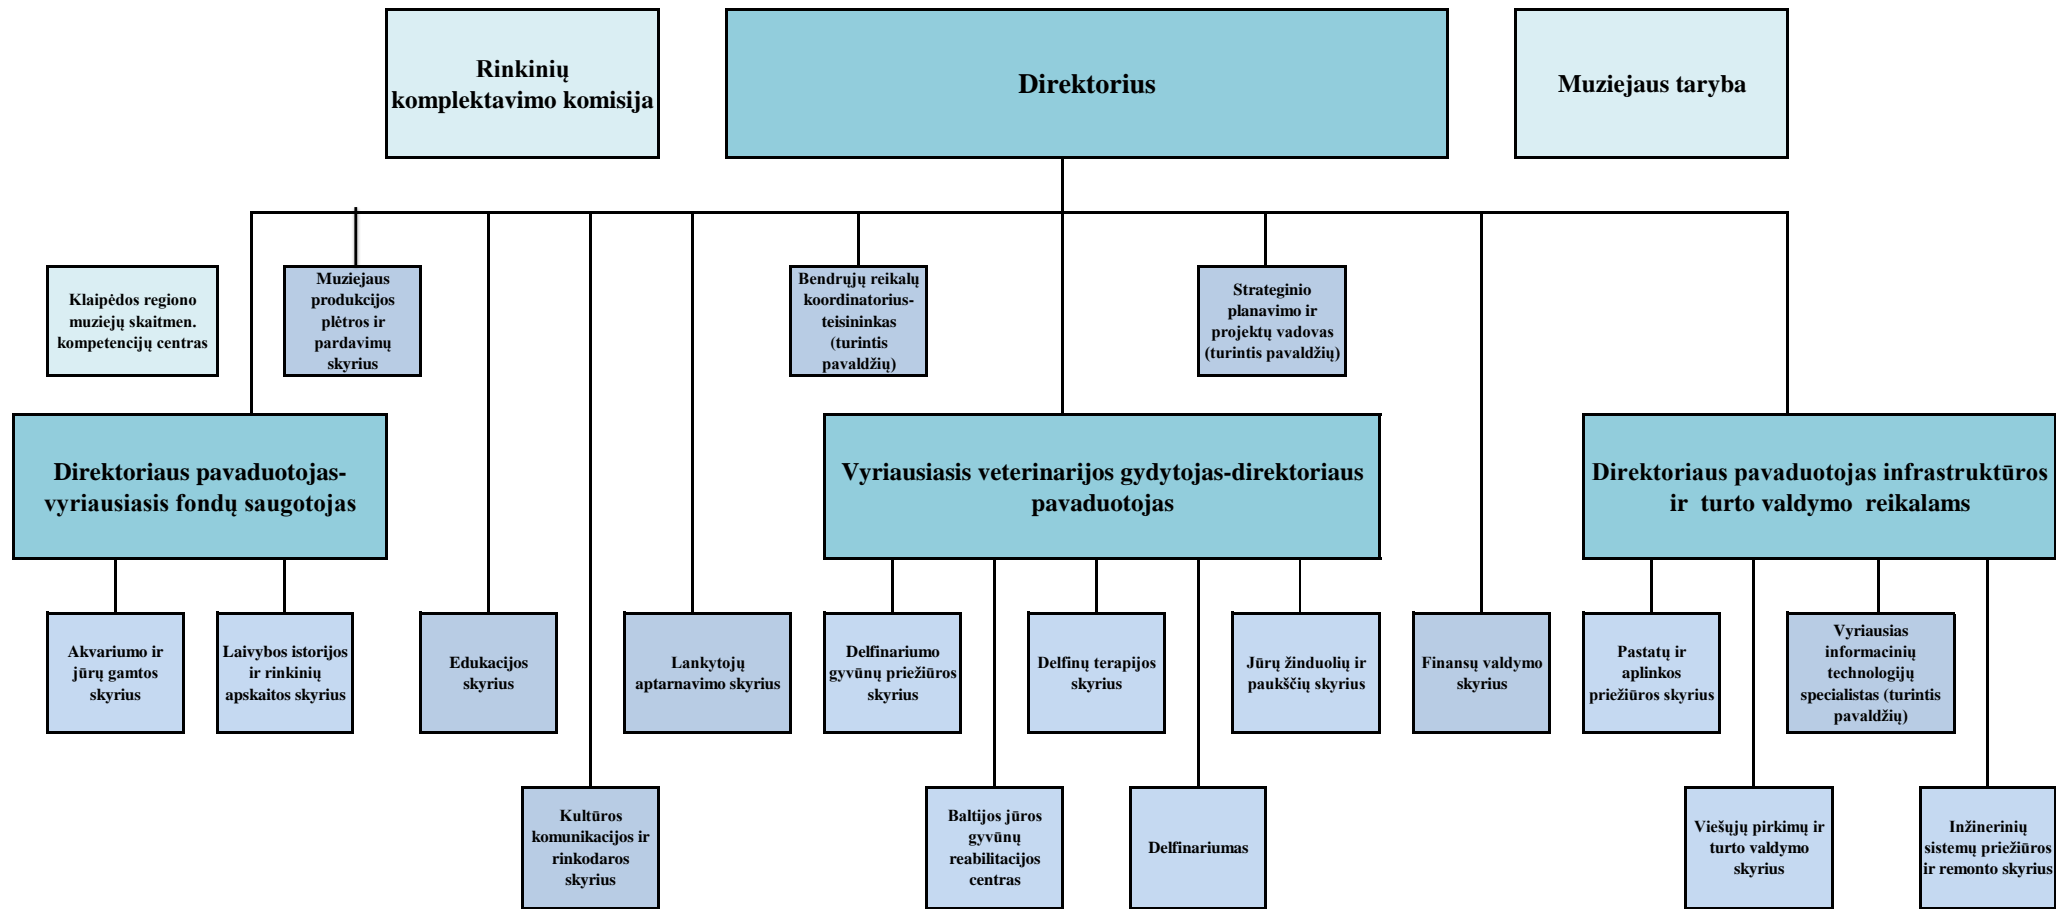 Rinkinių
komplektavimo komisija
Direktorius
Muziejaus taryba
Klaipėdos regiono
muziejų skaitmen.
kompetencijų centras
Muziejaus
produkcijos
plėtros ir
pardavimų
skyrius
Bendrųjų reikalų
koordinatorius-
teisininkas
(turintis
pavaldžių)
Strateginio
planavimo ir
projektų vadovas
(turintis pavaldžių)
Direktoriaus pavaduotojas-
vyriausiasis fondų saugotojas
Vyriausiasis veterinarijos gydytojas-direktoriaus
pavaduotojas
Direktoriaus pavaduotojas infrastruktūros
ir turto valdymo reikalams
Akvariumo ir
jūrų gamtos
skyrius
Laivybos istorijos
ir rinkinių
apskaitos skyrius
Edukacijos
skyrius
Lankytojų
aptarnavimo skyrius
Delfinariumo
gyvūnų priežiūros
skyrius
Delfinų terapijos
skyrius
Jūrų žinduolių ir
paukščių skyrius
Finansų valdymo
skyrius
Pastatų ir
aplinkos
priežiūros skyrius
Vyriausias
informacinių
technologijų
specialistas (turintis
pavaldžių)
Kultūros
komunikacijos ir
rinkodaros
skyrius
Baltijos jūros
gyvūnų
reabilitacijos
centras
Delfinariumas
Viešųjų pirkimų ir
turto valdymo
skyrius
Inžinerinių
sistemų priežiūros
ir remonto skyrius